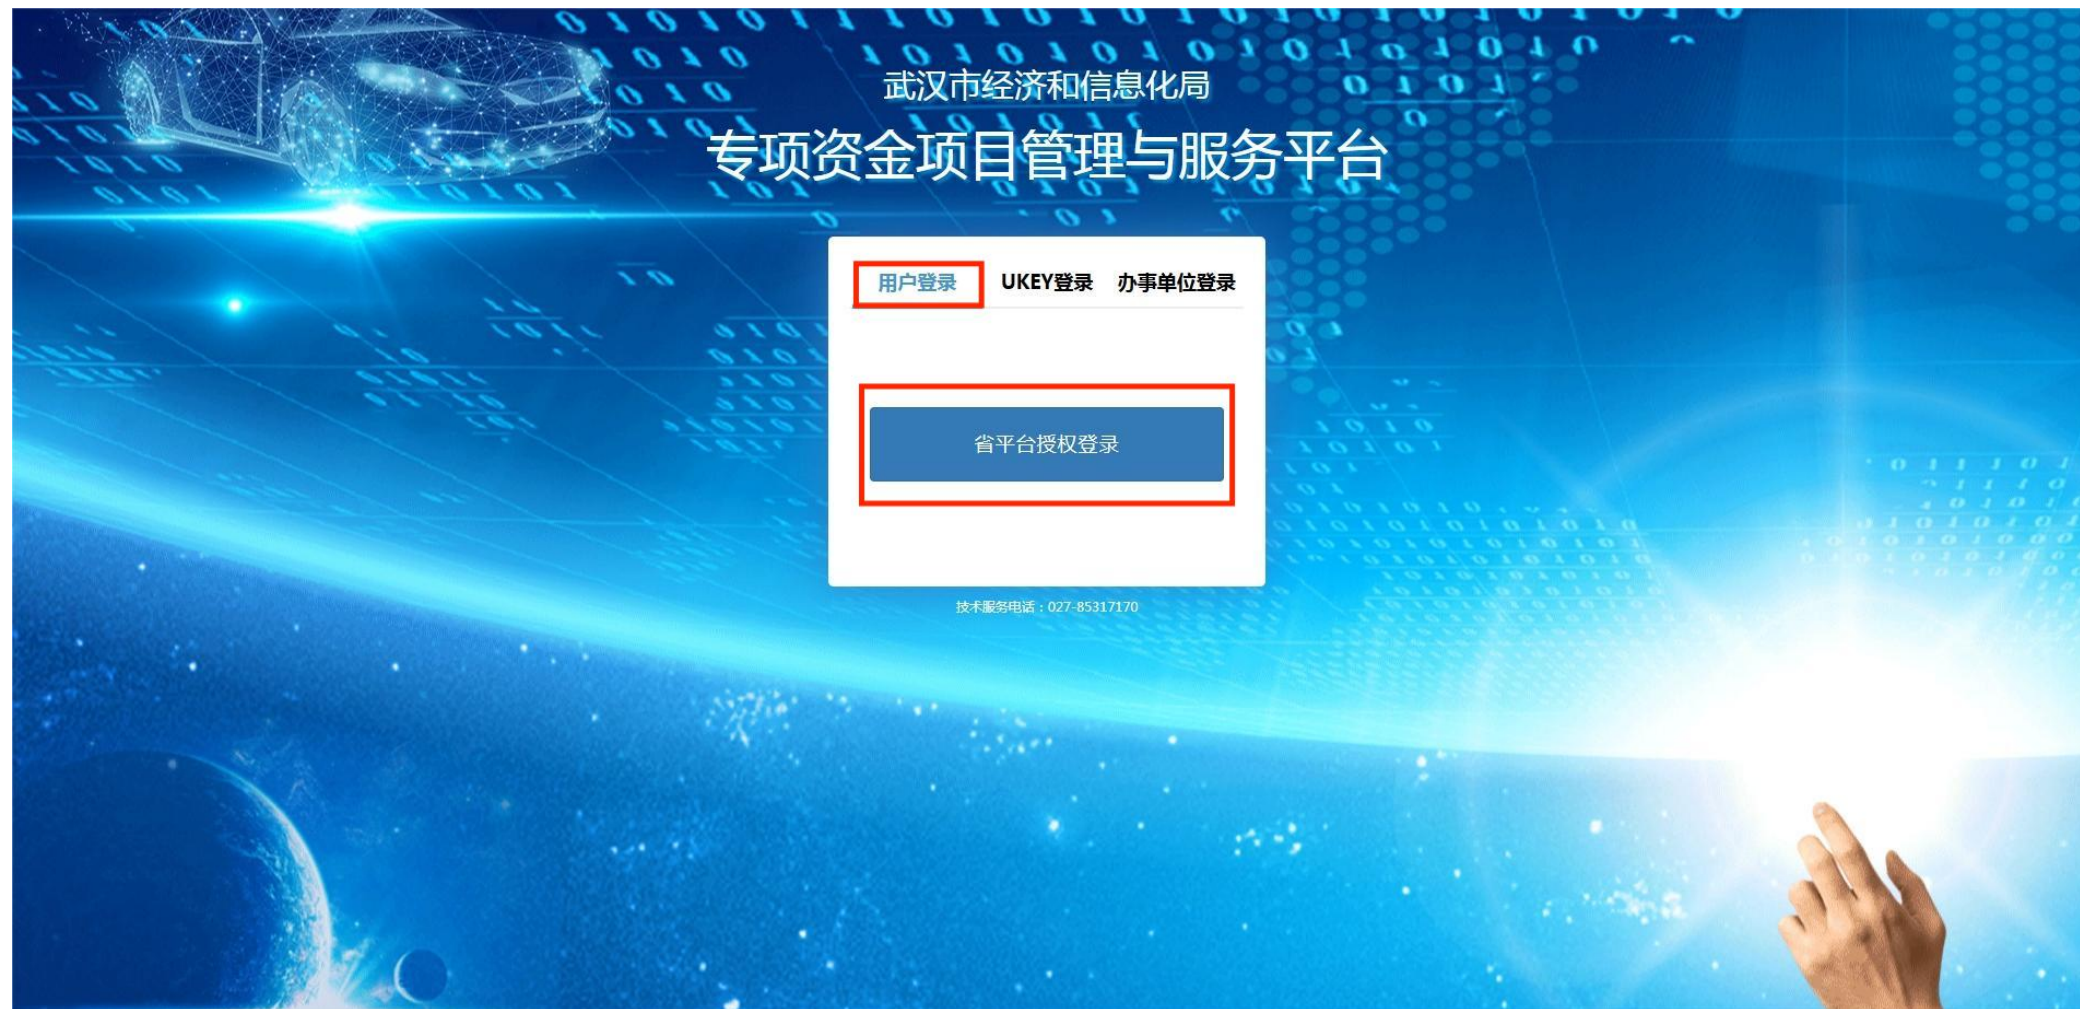 武汉市经济和信息化局
专项资金项目管理与服务平台
用户登录 UKEY登录 办事单位登录
省平台授权登录
技术服务电话：027-85317170